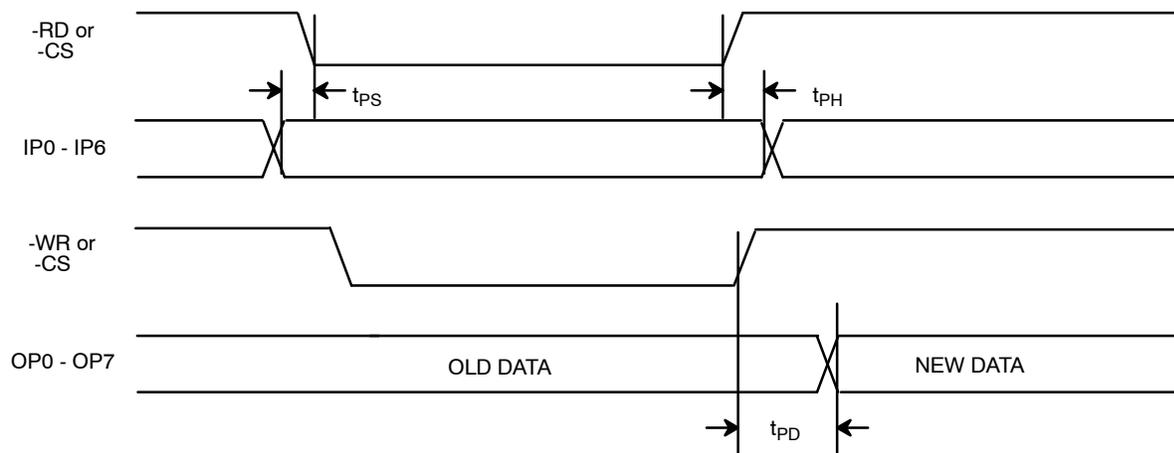 -RD or
-CS
tPS
tPH
IP0 - IP6
-WR or
-CS
OP0 - OP7
OLD DATA
NEW DATA
tPD